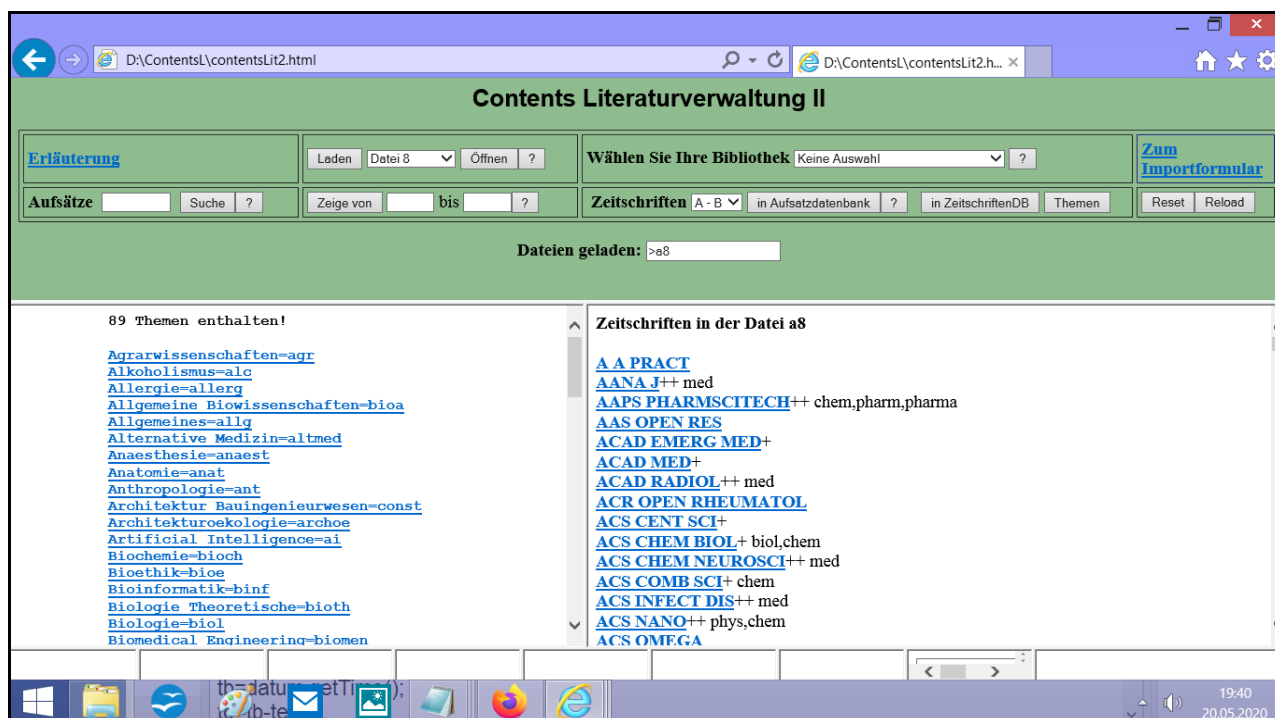 D:\ContentsL\contentsLit2.html
D:\ContentsL\contentsLit2.h...
Contents Literaturverwaltung II
Erläuterung
Laden Datei 8 Öffnen ?
Wählen Sie Ihre Bibliothek Keine Auswahl ?
Zum
Importformular
Aufsätze Suche ?
Zeige von bis ?
Zeitschriften A - B in Aufsatzdatenbank ? in ZeitschriftenDB Themen
Reset Reload
Dateien geladen: >a8
89 Themen enthalten!
Agrarwissenschaften=agr
Alkoholismus=alc
Allergie=allerg
Allgemeine Biowissenschaften=bioa
Allgemeines=allg
Alternative Medizin=altmed
Anaesthesie=anaest
Anatomie=anat
Anthropologie=ant
Architektur Bauingenieurwesen=const
Architekturoekologie=archoe
Artificial Intelligence=ai
Biochemie=bioch
Bioethik=bioe
Bioinformatik=binf
Biologie Theoretische=bioth
Biologie=biol
Biomedical Engineering=biomen
Zeitschriften in der Datei a8
A A PRACT
AANA J++ med
AAPS PHARMSCITECH++ chem,pharm,pharma
AAS OPEN RES
ACAD EMERG MED+
ACAD MED+
ACAD RADIOL++ med
ACR OPEN RHEUMATOL
ACS CENT SCI+
ACS CHEM BIOL+ biol,chem
ACS CHEM NEUROSCI++ med
ACS COMB SCI+ chem
ACS INFECT DIS++ med
ACS NANO++ phys,chem
ACS OMEGA
19:40
20.05.2020